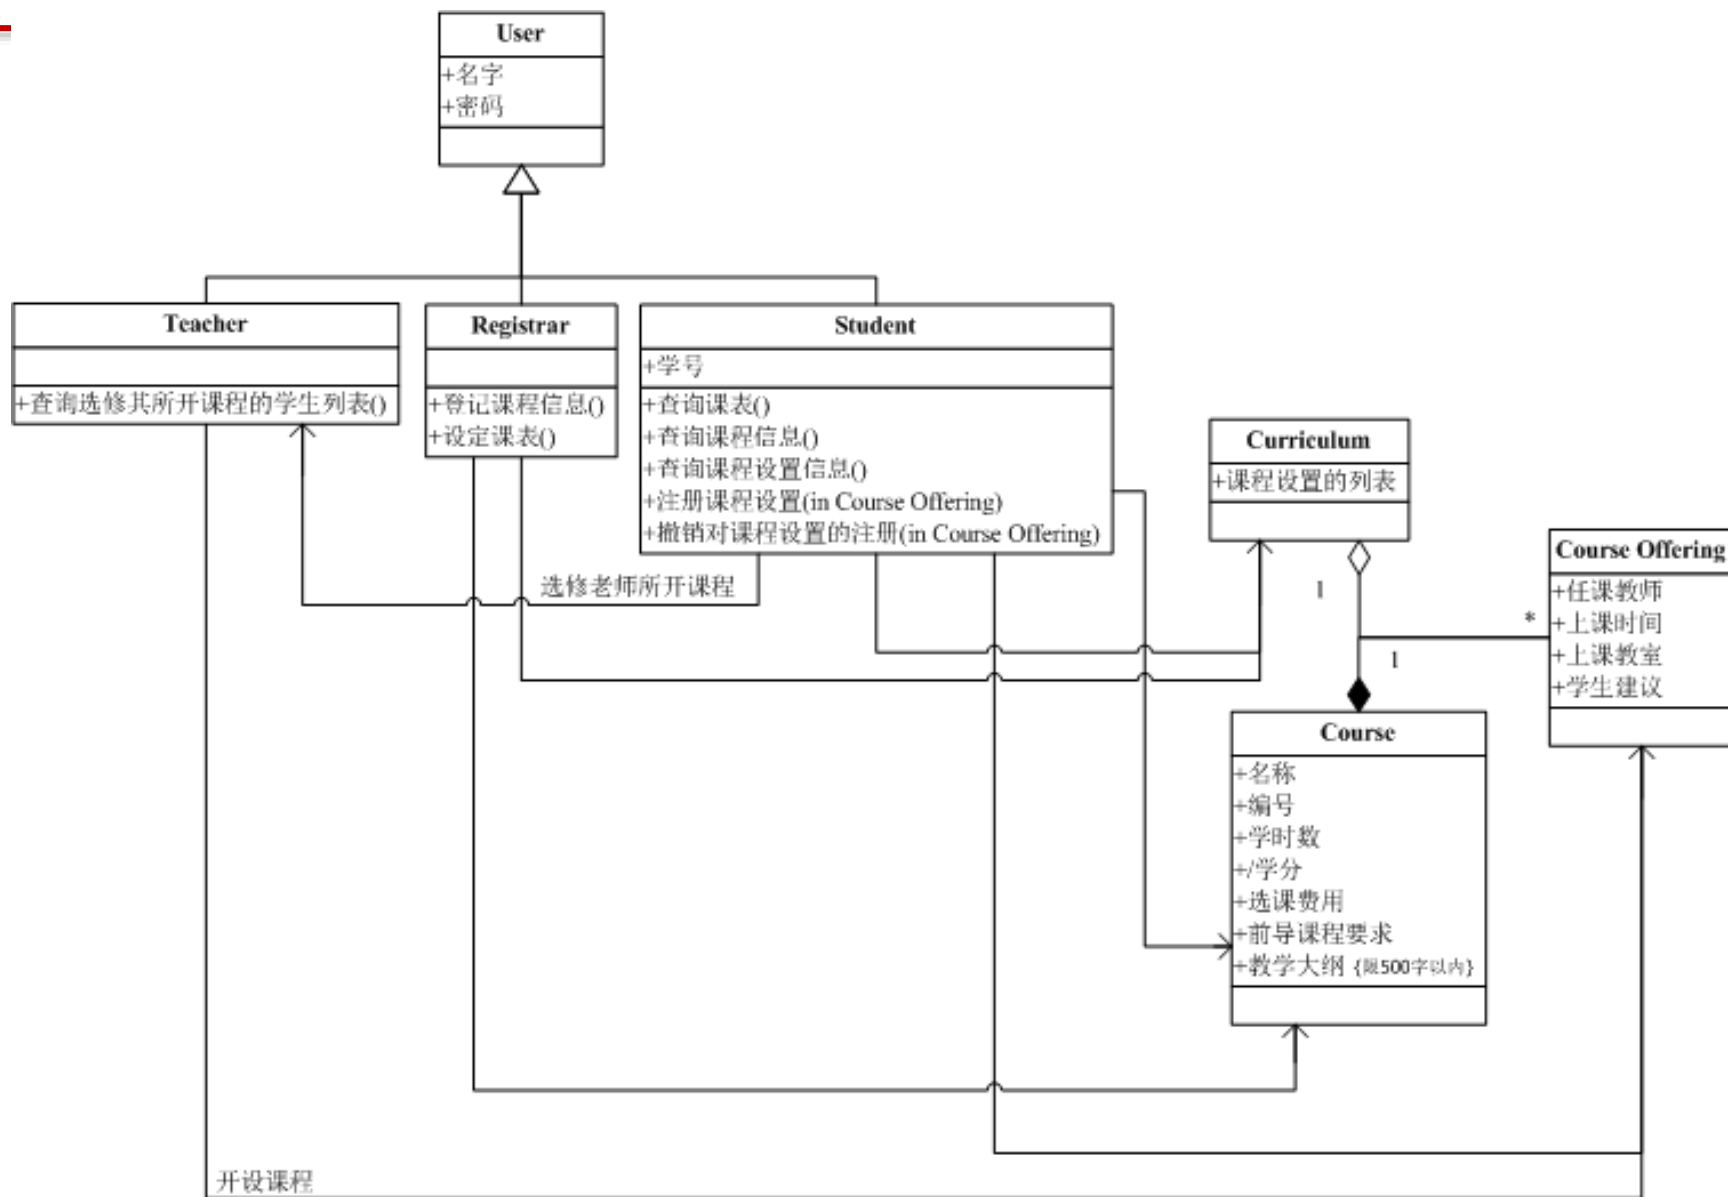 User
+名字
+密码
Teacher
+查询选修其所开课程的学生列表()
Registrar
+登记课程信息()
+设定课表()
Student
+学号
+查询课表()
+查询课程信息()
+查询课程设置信息()
+注册课程设置(in Course Offering)
+撤销对课程设置的注册(in Course Offering)
选修老师所开课程
Curriculum
+课程设置的列表
1
*
1
Course Offering
+任课教师
+上课时间
+上课教室
+学生建议
Course
+名称
+编号
+学时数
+/学分
+选课费用
+前导课程要求
+教学大纲 {限500字以内}
开设课程